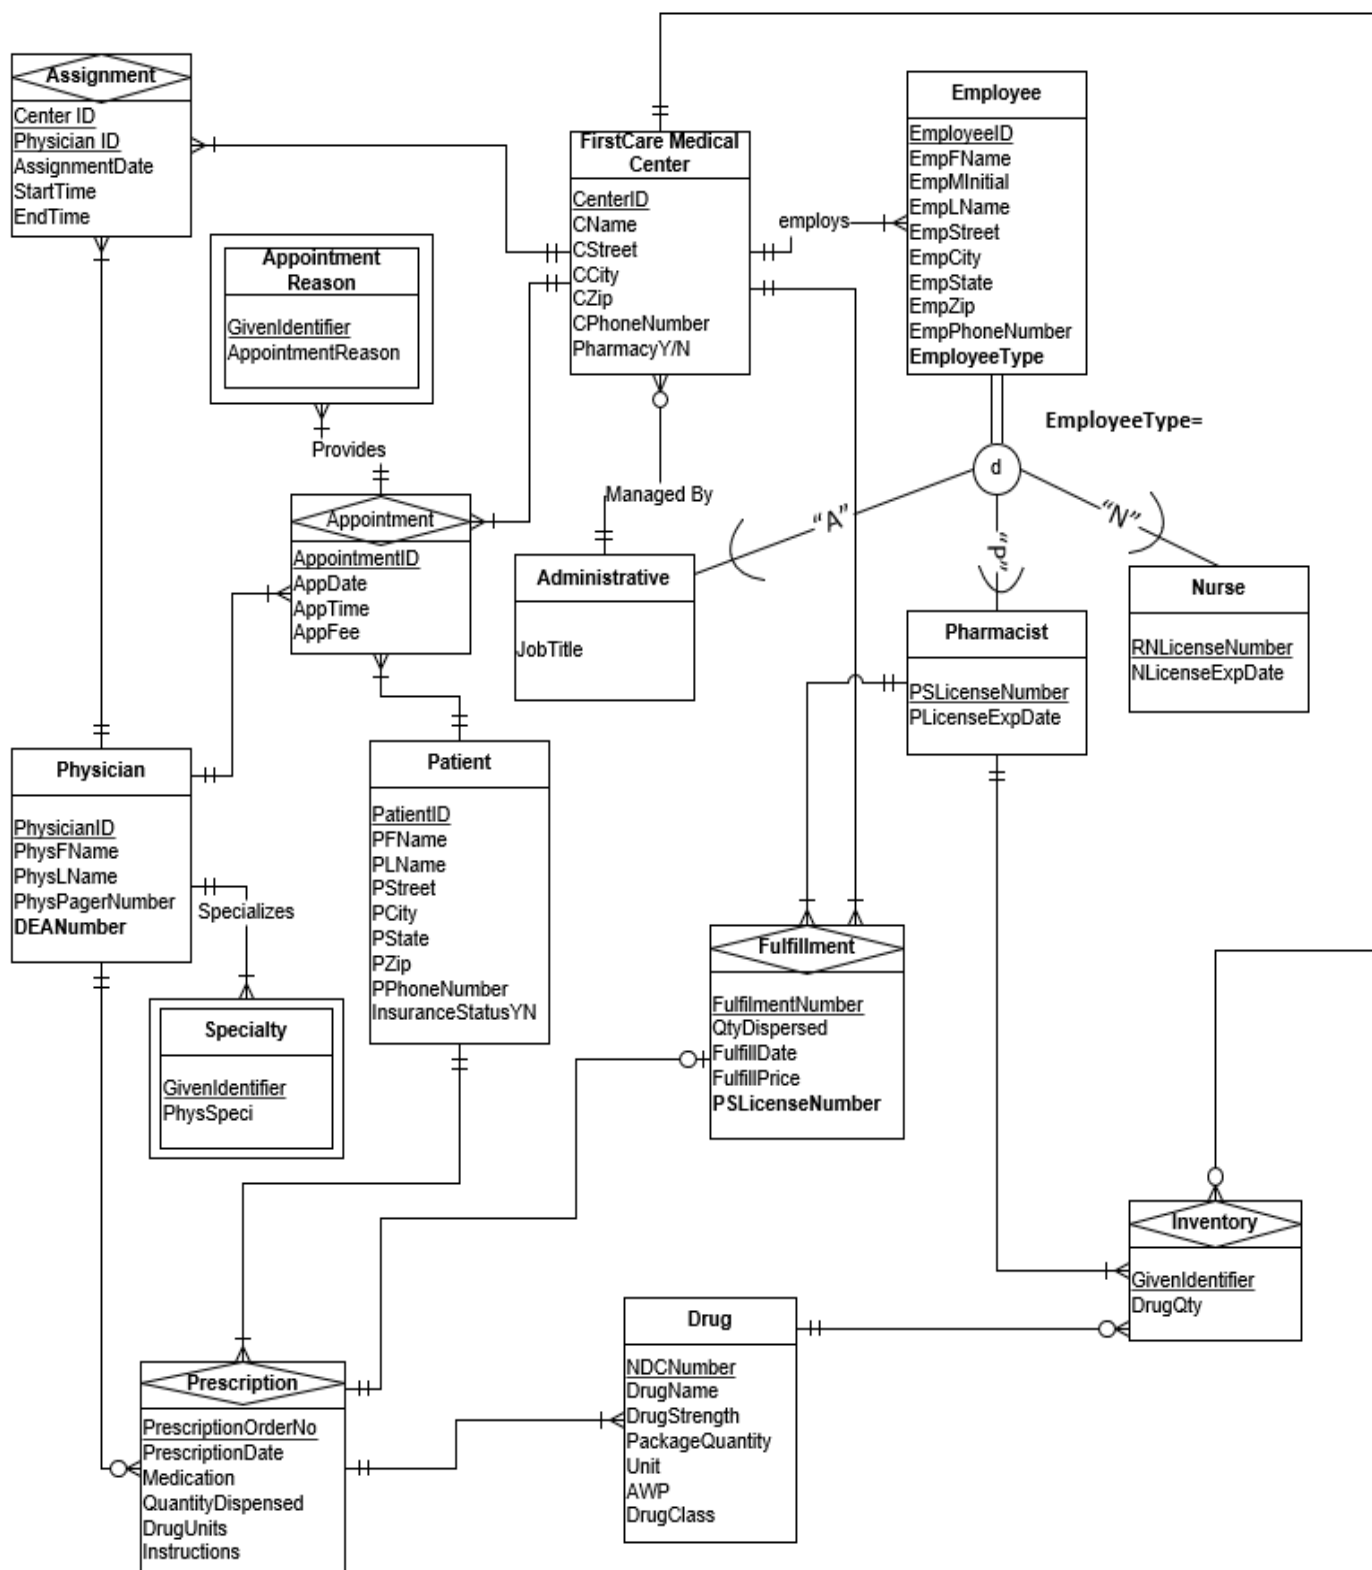 Assignment
Center ID
Physician ID
AssignmentDate
StartTime
EndTime
FirstCare Medical
Center
CenterID
CName
CStreet
CCity
CZip
CPhoneNumber
PharmacyY/N
employs
Employee
EmployeeID
EmpFName
EmpMInitial
EmpLName
EmpStreet
EmpCity
EmpState
EmpZip
EmpPhoneNumber
EmployeeType
Appointment
Reason
GivenIdentifier
AppointmentReason
Provides
EmployeeType=
d
"A"
"P"
"N"
Managed By
Appointment
AppointmentID
AppDate
AppTime
AppFee
Administrative
JobTitle
Pharmacist
PSLicenseNumber
PLicenseExpDate
Nurse
RNLicenseNumber
NLicenseExpDate
Physician
PhysicianID
PhysFName
PhysLName
PhysPagerNumber
DEANumber
Specializes
Patient
PatientID
PFName
PLName
PStreet
PCity
PState
PZip
PPhoneNumber
InsuranceStatusYN
Specialty
GivenIdentifier
PhysSpeci
Fulfillment
FulfilmentNumber
QtyDispersed
FulfillDate
FulfillPrice
PSLicenseNumber
Inventory
GivenIdentifier
DrugQty
Drug
NDCNumber
DrugName
DrugStrength
PackageQuantity
Unit
AWP
DrugClass
Prescription
PrescriptionOrderNo
PrescriptionDate
Medication
QuantityDispensed
DrugUnits
Instructions